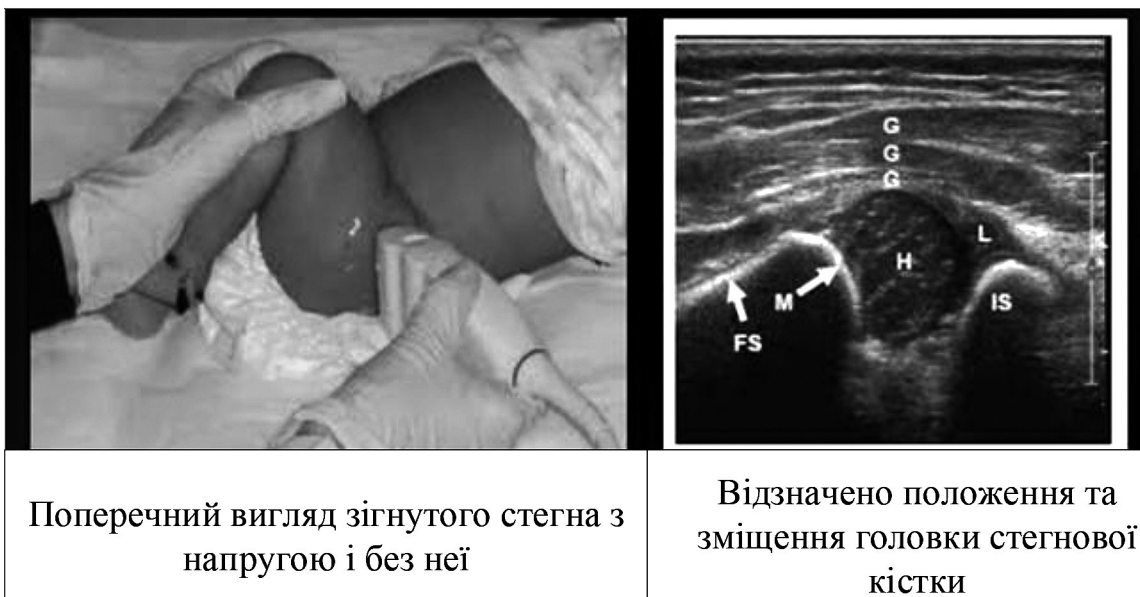 G
G
G
L
H
M
IS
FS
Поперечний вигляд зігнутого стегна з
напругою і без неї
Відзначено положення та
зміщення головки стегнової
кістки